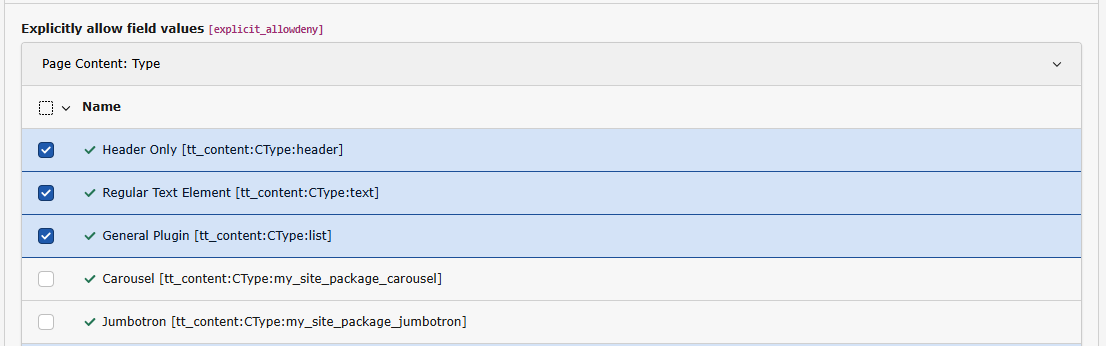 Explicitly allow field values [explicit_allowdeny]
Page Content: Type
Name
Header Only [tt_content:CType:header]
Regular Text Element [tt_content:CType:text]
General Plugin [tt_content:CType:list]
Carousel [tt_content:CType:my_site_package_carousel]
Jumbotron [tt_content:CType:my_site_package_jumbotron]